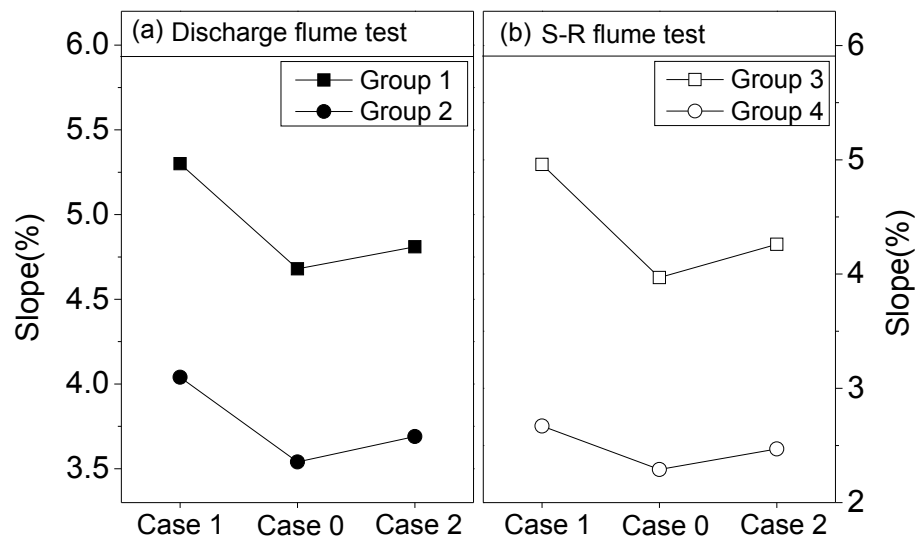 (a) Discharge flume test
(b) S-R flume test
Group 1
Group 2
Group 3
Group 4
Slope(%)
6.0
5.5
5.0
4.5
4.0
3.5
Case 1 Case 0 Case 2
Case 1 Case 0 Case 2
6
5
4
3
2
Slope(%)